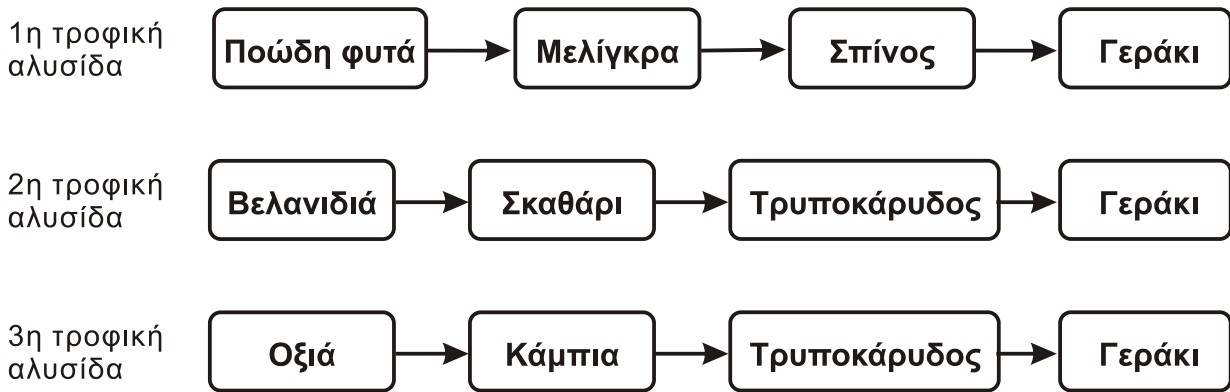 1η τροφική
αλυσίδα
Ποώδη φυτά
Μελίγκρα
Σπίνος
Γεράκι
2η τροφική
αλυσίδα
Βελανιδιά
Σκαθάρι
Τρυποκάρυδος
Γεράκι
3η τροφική
αλυσίδα
Οξιά
Κάμπια
Τρυποκάρυδος
Γεράκι